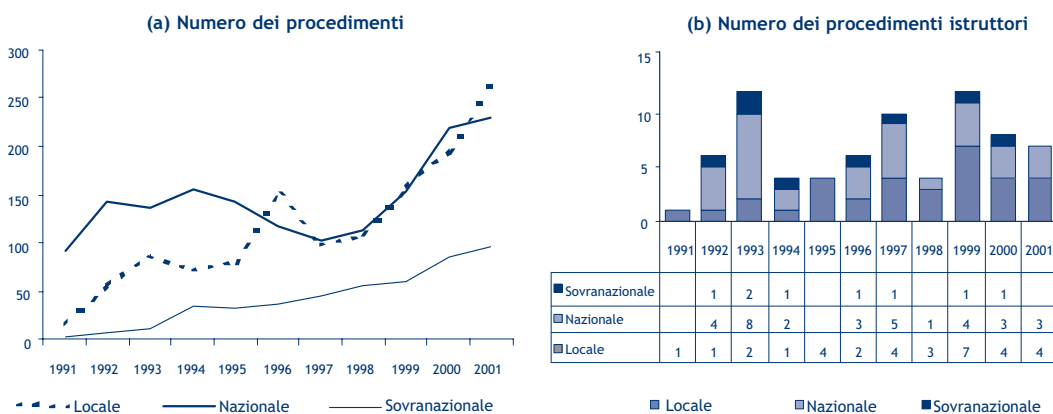 (a) Numero dei procedimenti
300
250
200
150
100
50
0
1991 1992 1993 1994 1995 1996 1997 1998 1999 2000 2001
Locale Nazionale Sovranazionale
(b) Numero dei procedimenti istruttori
15
10
5
0
1991 1992 1993 1994 1995 1996 1997 1998 1999 2000 2001
Sovranazionale 1 2 1 1 1 1 1
Nazionale 4 8 2 3 5 1 4 3 3
Locale 1 1 2 1 4 2 4 3 7 4 4
Locale Nazionale Sovranazionale